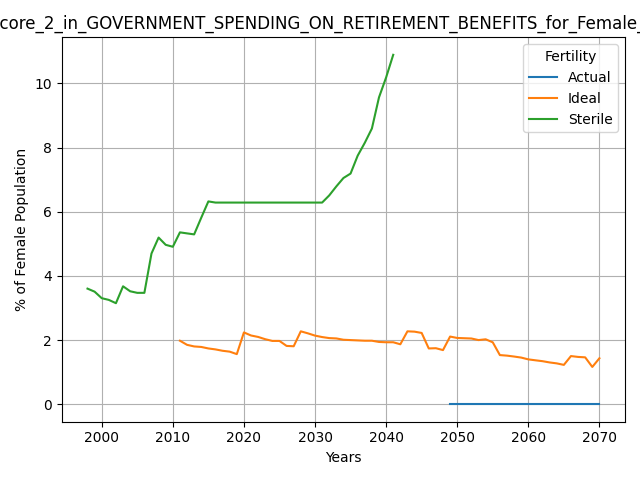 core_2_in_GOVERNMENT_SPENDING_ON_RETIREMENT_BENEFITS_for_Female_
Fertility
Actual
Ideal
Sterile
% of Female Population
10
8
6
4
2
0
2000 2010 2020 2030 2040 2050 2060 2070
Years